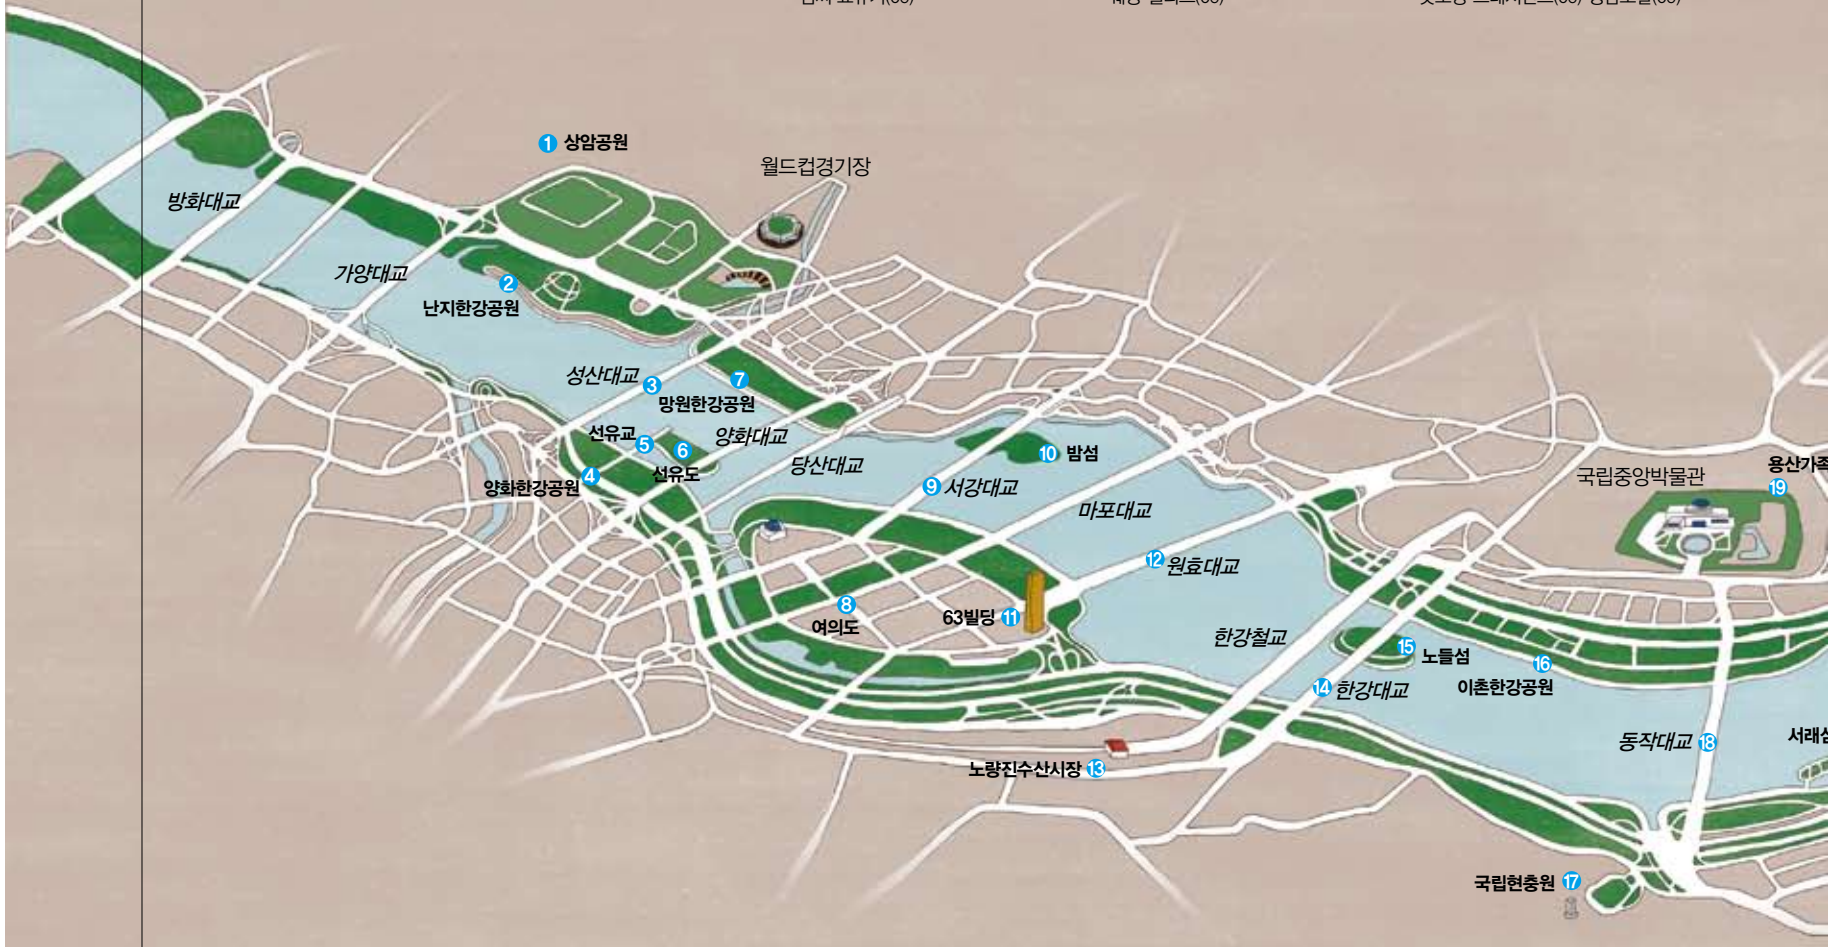 1 상암공원
월드컵경기장
방화대교
가양대교
2
난지한강공원
성산대교 3
7
망원한강공원
선유교 5
6
선유도
양화대교
4
양화한강공원
당산대교
10 밤섬
9 서강대교
마포대교
국립중앙박물관
용산가족
19
12 원효대교
8
여의도
63빌딩 11
한강철교
15 노들섬
16
이촌한강공원
14 한강대교
동작대교 18
서래섬
노량진수산시장 13
국립현충원 17